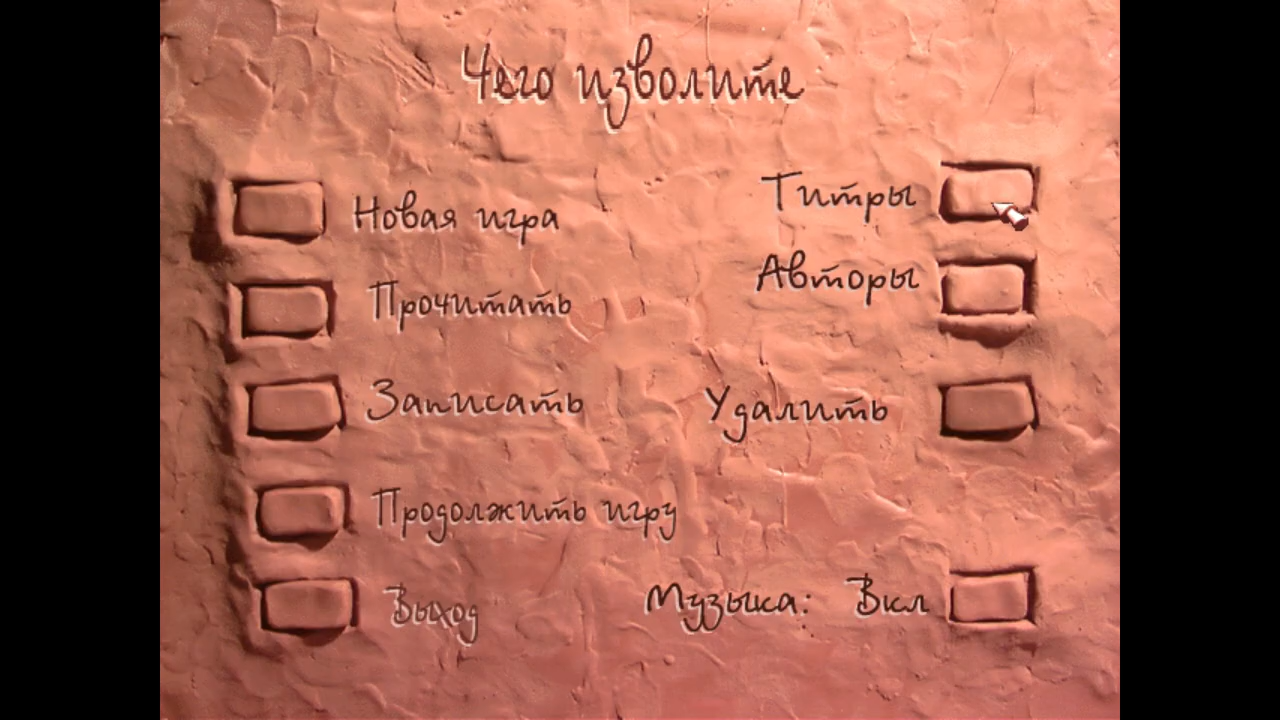 Чего изволите
Новая игра
Прочитать
Записать
Продолжить игру
Выход
Титры
Авторы
Удалить
Музыка: Вкл